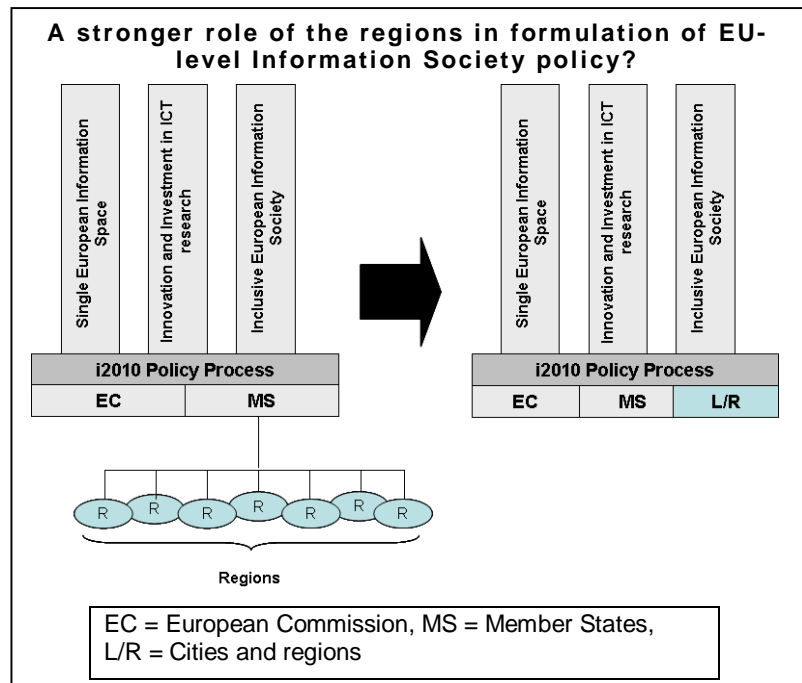 A stronger role of the regions in formulation of EU-
level Information Society policy?
Single European Information
Space
Innovation and Investment in ICT
research
Inclusive European Information
Society
i2010 Policy Process
EC
MS
R
R
R
R
R
R
R
Regions
Single European Information
Space
Innovation and Investment in ICT
research
Inclusive European Information
Society
i2010 Policy Process
EC
MS
L/R
EC = European Commission, MS = Member States,
L/R = Cities and regions